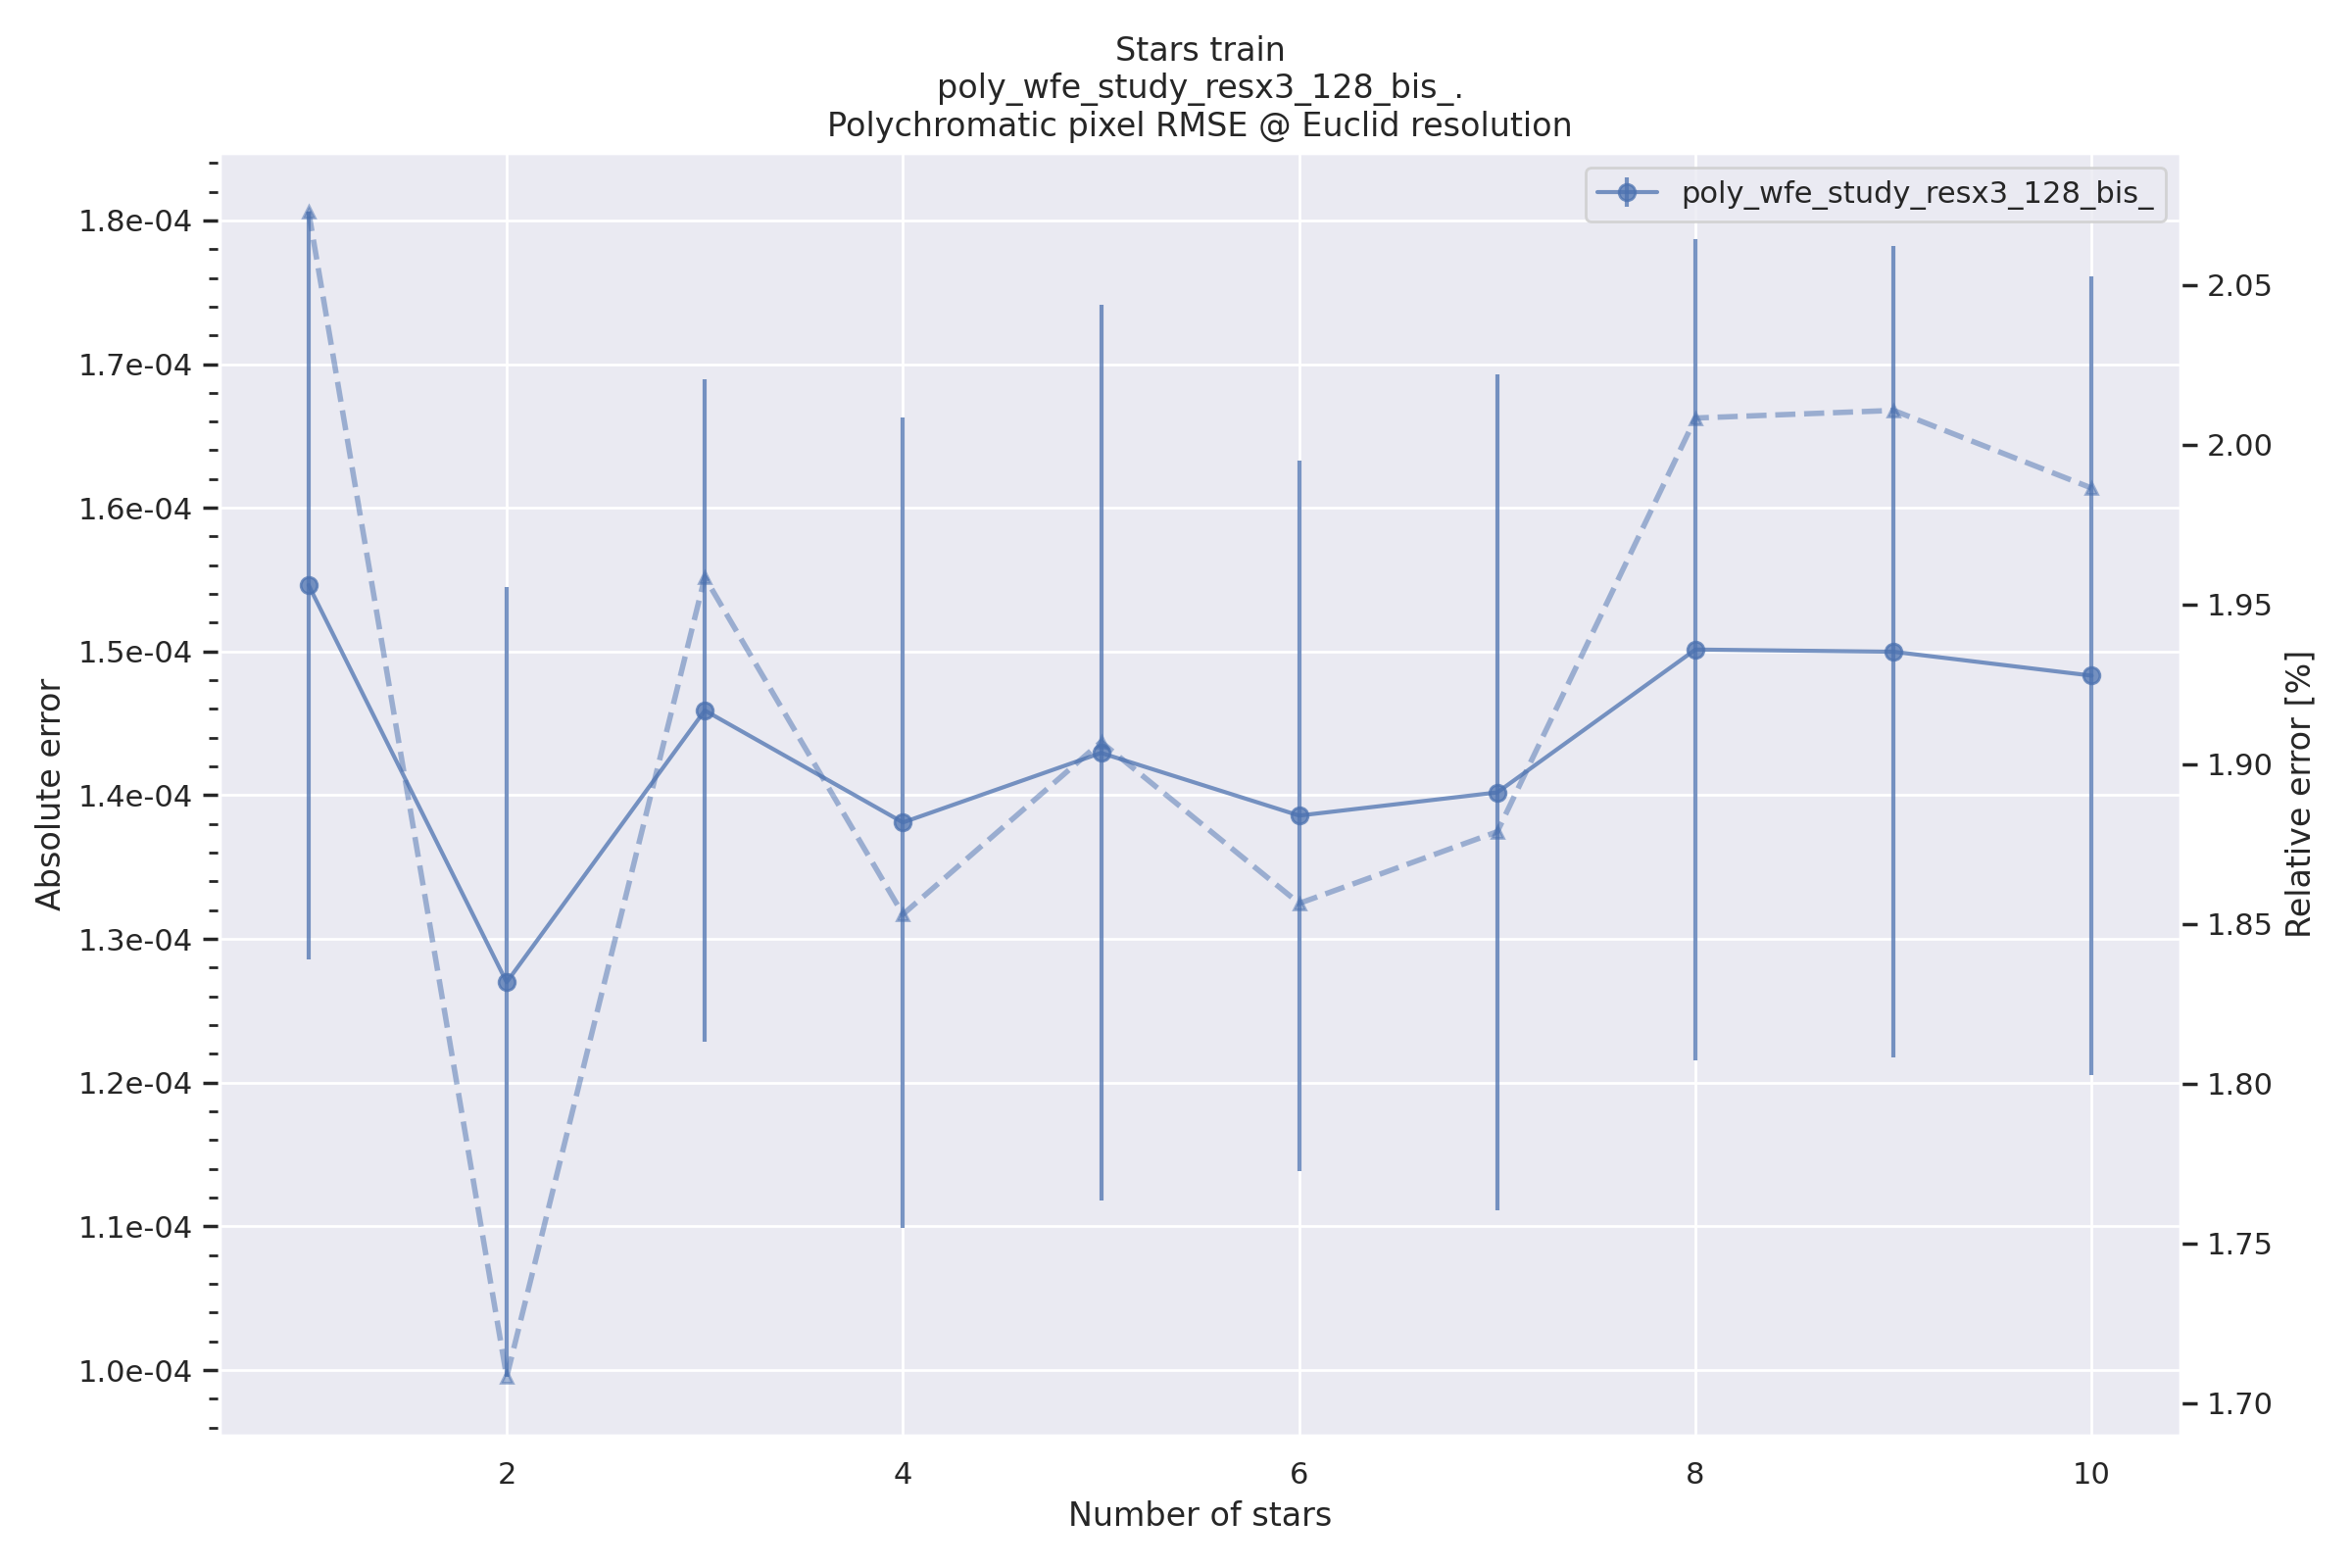 Stars train
poly_wfe_study_resx3_128_bis_.
Polychromatic pixel RMSE @ Euclid resolution
poly_wfe_study_resx3_128_bis_
Absolute error
1.8e-04
1.7e-04
1.6e-04
1.5e-04
1.4e-04
1.3e-04
1.2e-04
1.1e-04
1.0e-04
2.05
2.00
1.95
1.90
1.85
1.80
1.75
1.70
Relative error [%]
2
4
6
8
10
Number of stars